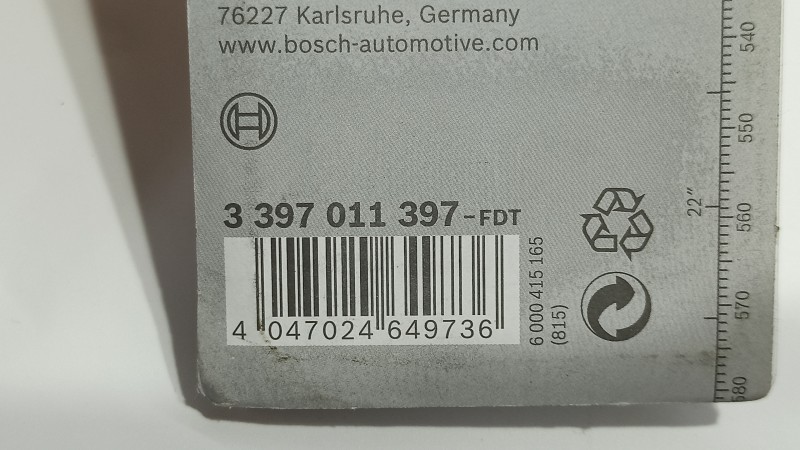 76227 Karlsruhe, Germany
www.bosch-automotive.com
3 397 011 397-FDT
4 047024 649736
6 000 415 165
(815)
540
550
22"
560
570
580